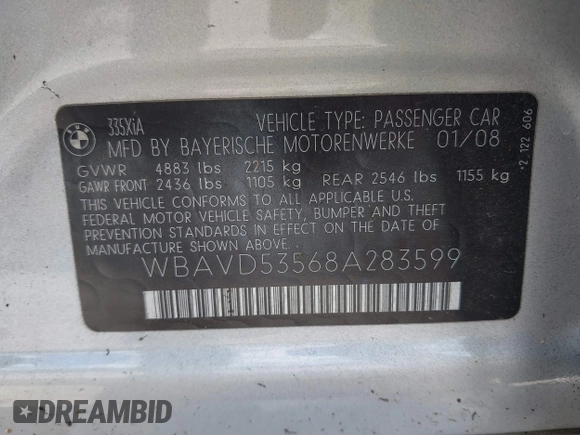 BMW
335XiA VEHICLE TYPE: PASSENGER CAR
MFD BY BAYERISCHE MOTORENWERKE 01/08
GVWR 4883 lbs 2215 kg
GAWR FRONT 2436 lbs 1105 kg REAR 2546 lbs 1155 kg
THIS VEHICLE CONFORMS TO ALL APPLICABLE U.S.
FEDERAL MOTOR VEHICLE SAFETY, BUMPER AND THEFT
PREVENTION STANDARDS IN EFFECT ON THE DATE OF
MANUFACTURE SHOWN ABOVE.
WBAVD53568A283599
*2 122 606
DREAMBID